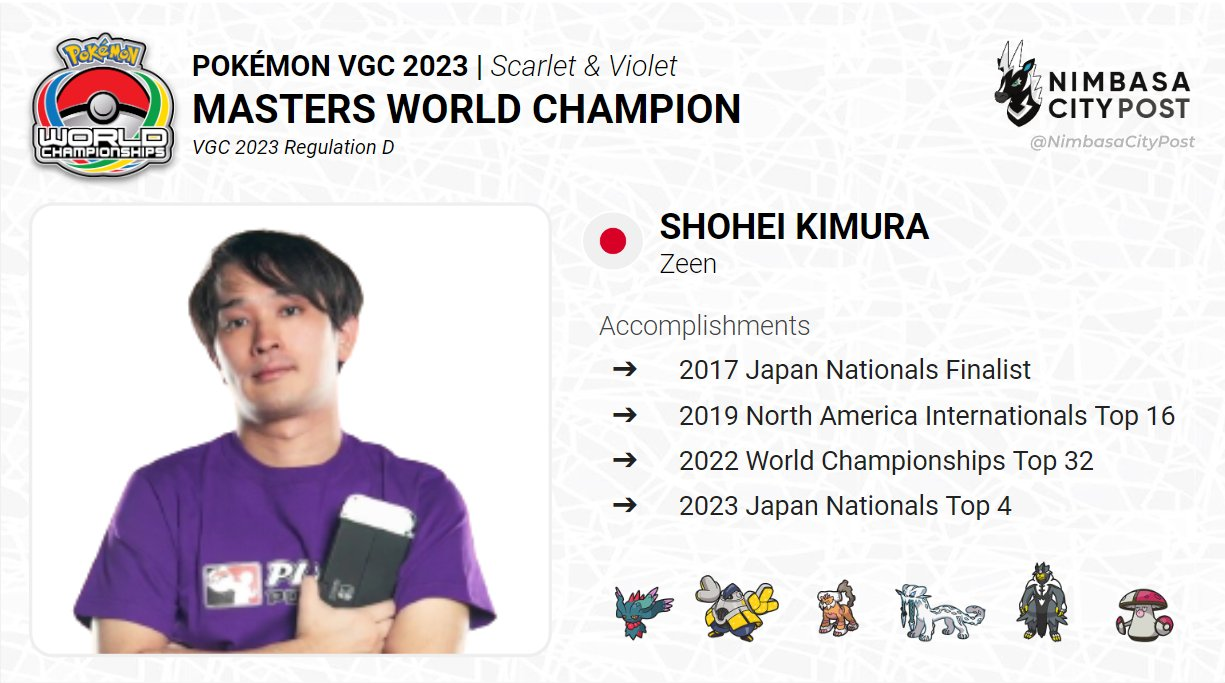 Pokémon
WORLD
CHAMPIONSHIPS
POKÉMON VGC 2023 | Scarlet & Violet
MASTERS WORLD CHAMPION
VGC 2023 Regulation D
NIMBASA
CITY POST
@NimbasaCityPost
SHOHEI KIMURA
Zeen
Accomplishments
➔ 2017 Japan Nationals Finalist
➔ 2019 North America Internationals Top 16
➔ 2022 World Championships Top 32
➔ 2023 Japan Nationals Top 4